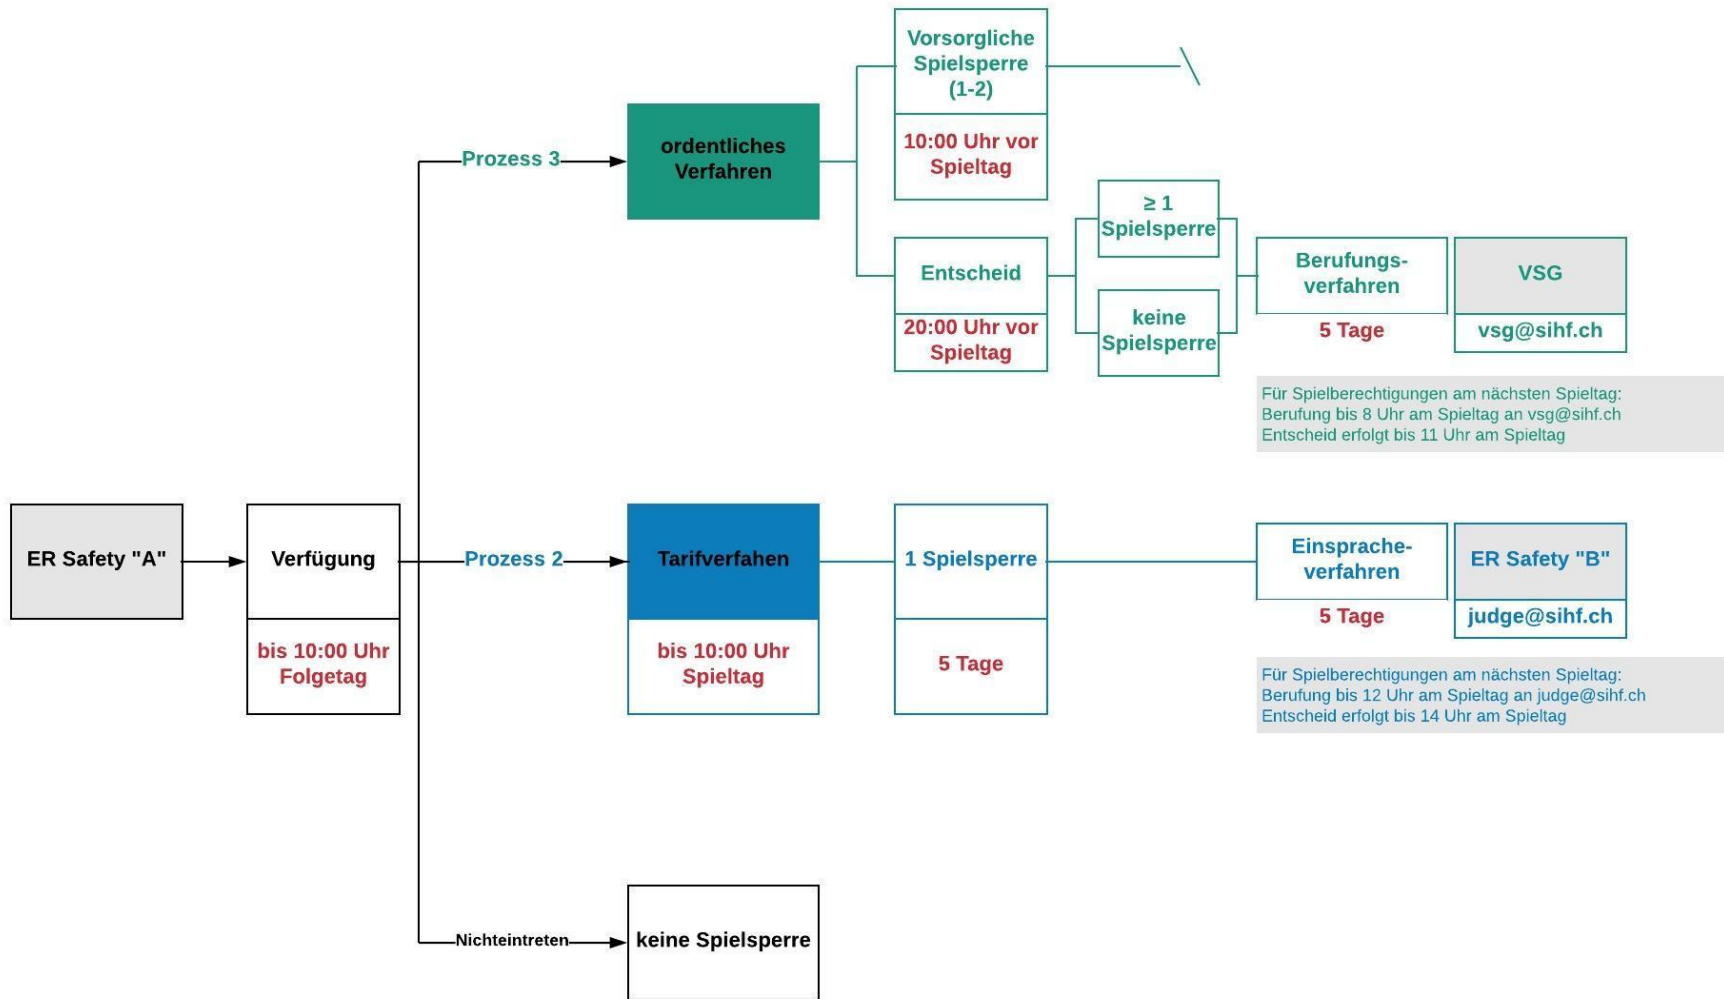 Vorsorgliche
Spielsperre
(1-2)
10:00 Uhr vor
Spieltag
Prozess 3
ordentliches
Verfahren
≥ 1
Spielsperre
Entscheid
20:00 Uhr vor
Spieltag
keine
Spielsperre
Berufungs-
verfahren
5 Tage
VSG
vsg@sihf.ch
Für Spielberechtigungen am nächsten Spieltag:
Berufung bis 8 Uhr am Spieltag an vsg@sihf.ch
Entscheid erfolgt bis 11 Uhr am Spieltag
ER Safety "A"
Verfügung
bis 10:00 Uhr
Folgetag
Prozess 2
Tarifverfahen
bis 10:00 Uhr
Spieltag
1 Spielsperre
5 Tage
Einsprache-
verfahren
5 Tage
ER Safety "B"
judge@sihf.ch
Für Spielberechtigungen am nächsten Spieltag:
Berufung bis 12 Uhr am Spieltag an judge@sihf.ch
Entscheid erfolgt bis 14 Uhr am Spieltag
Nichteintreten
keine Spielsperre